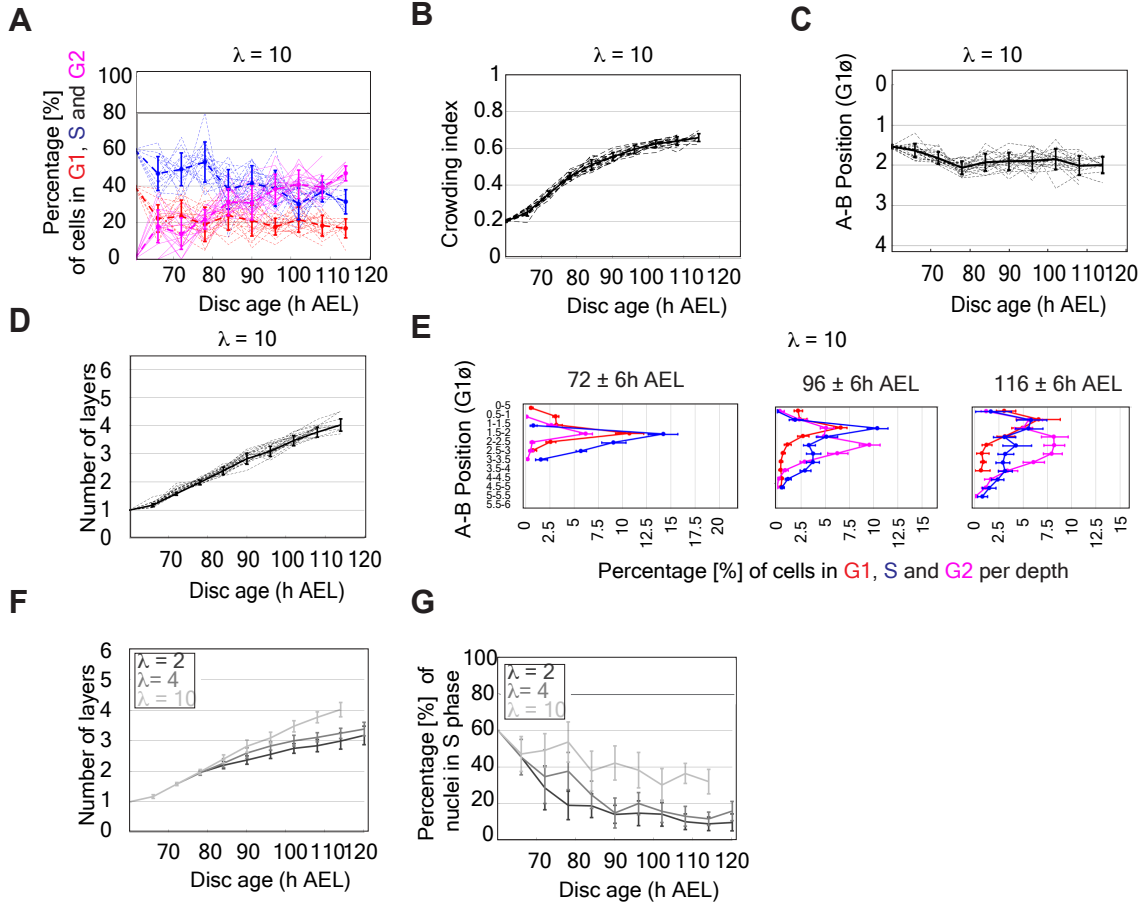 A
λ = 10
Percentage [%]
of cells in G1, S and G2
100
80
60
40
20
0
70 80 90 100 110 120
Disc age (h AEL)
B
λ = 10
Crowding index
1
0.8
0.6
0.4
0.2
0
70 80 90 100 110 120
Disc age (h AEL)
C
λ = 10
A-B Position (G1ø)
0
1
2
3
4
70 80 90 100 110 120
Disc age (h AEL)
D
λ = 10
Number of layers
6
5
4
3
2
1
0
70 80 90 100 110 120
Disc age (h AEL)
E
λ = 10
72 ± 6h AEL
96 ± 6h AEL
116 ± 6h AEL
A-B Position (G1ø)
0-5
0.5-1
1-1.5
1.5-2
2-2.5
2.5-3
3-3.5
3.5-4
4-4.5
4.5-5
5-5.5
5.5-6
0 2.5 5 7.5 10 12.5 15 17.5 20
0 2.5 5 7.5 10 12.5 15
0 2.5 5 7.5 10 12.5 15
Percentage [%] of cells in G1, S and G2 per depth
F
Number of layers
6
5
4
3
2
1
0
λ = 2
λ= 4
λ = 10
70 80 90 100 110 120
Disc age (h AEL)
G
Percentage [%] of
nuclei in S phase
100
80
60
40
20
0
λ = 2
λ= 4
λ = 10
70 80 90 100 110 120
Disc age (h AEL)